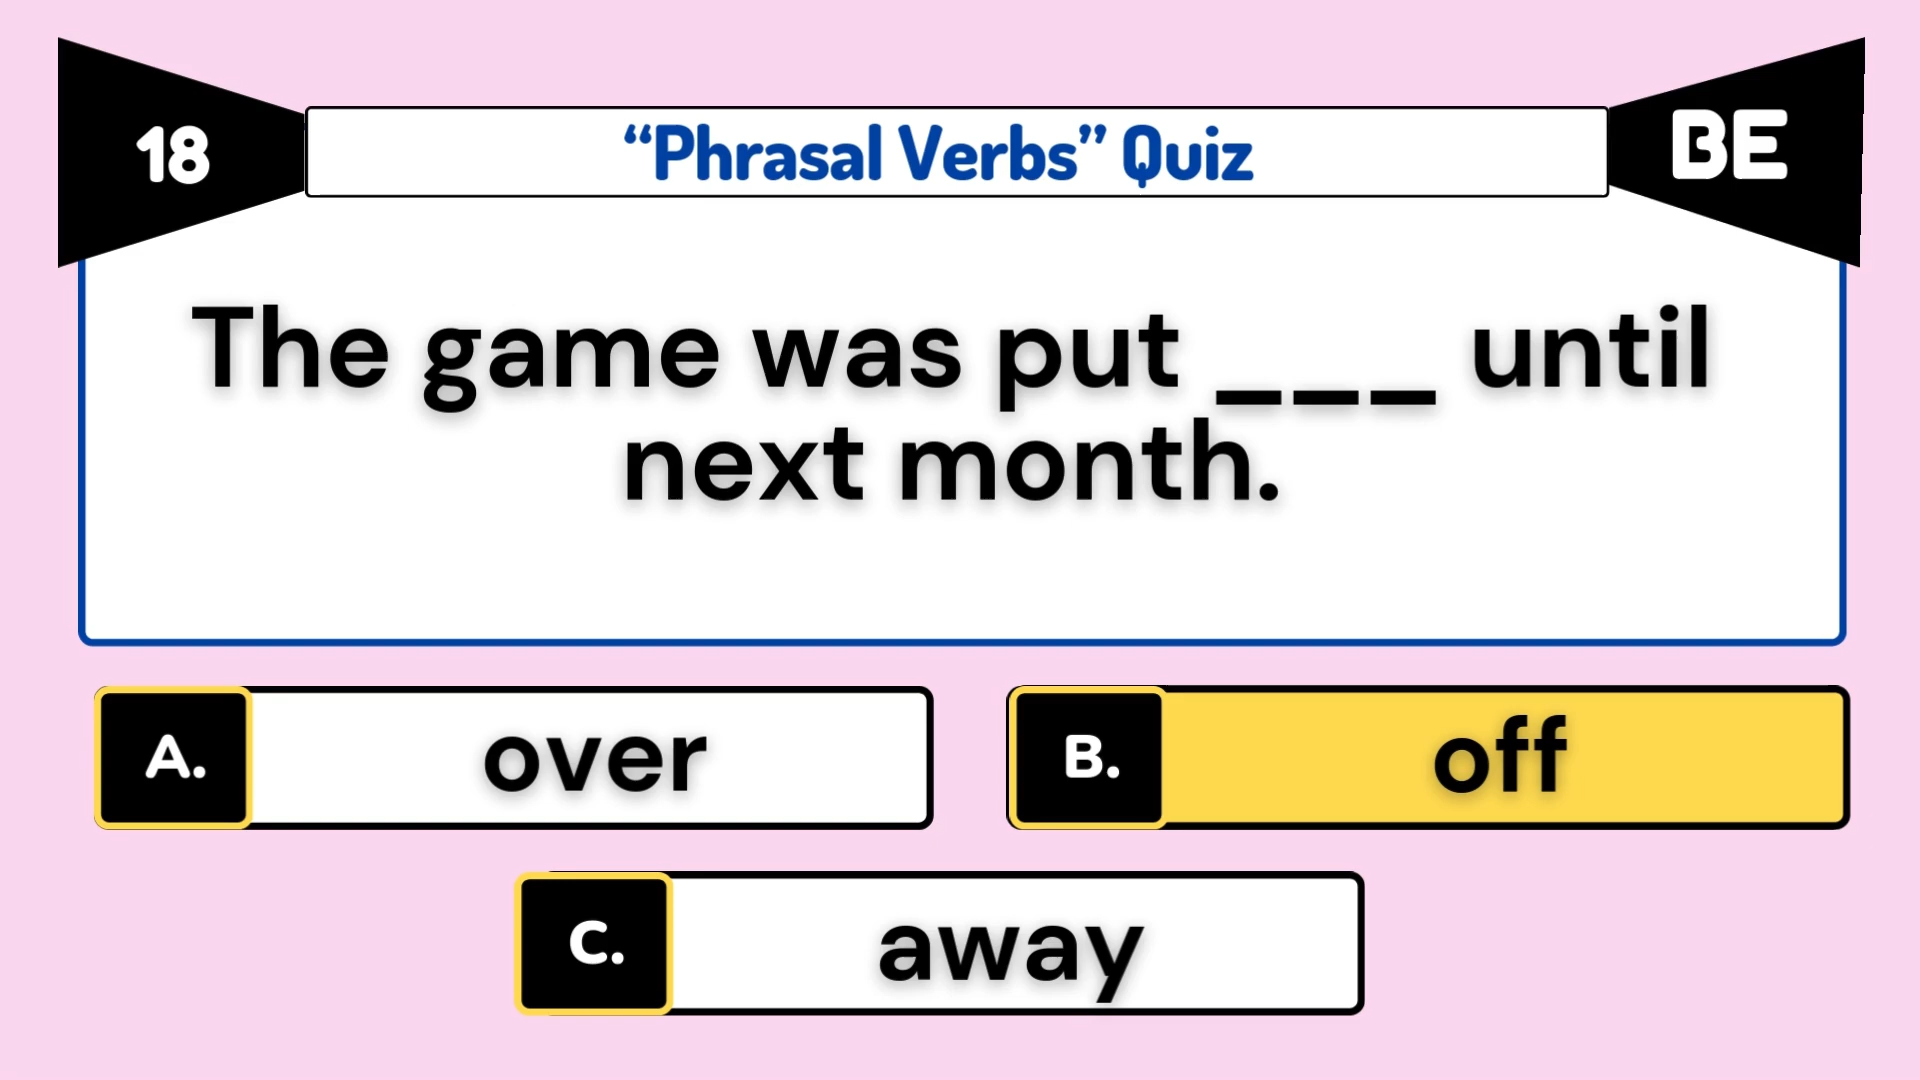 18
“Phrasal Verbs” Quiz
BE
The game was put ___ until
next month.
A.
over
B.
off
C.
away